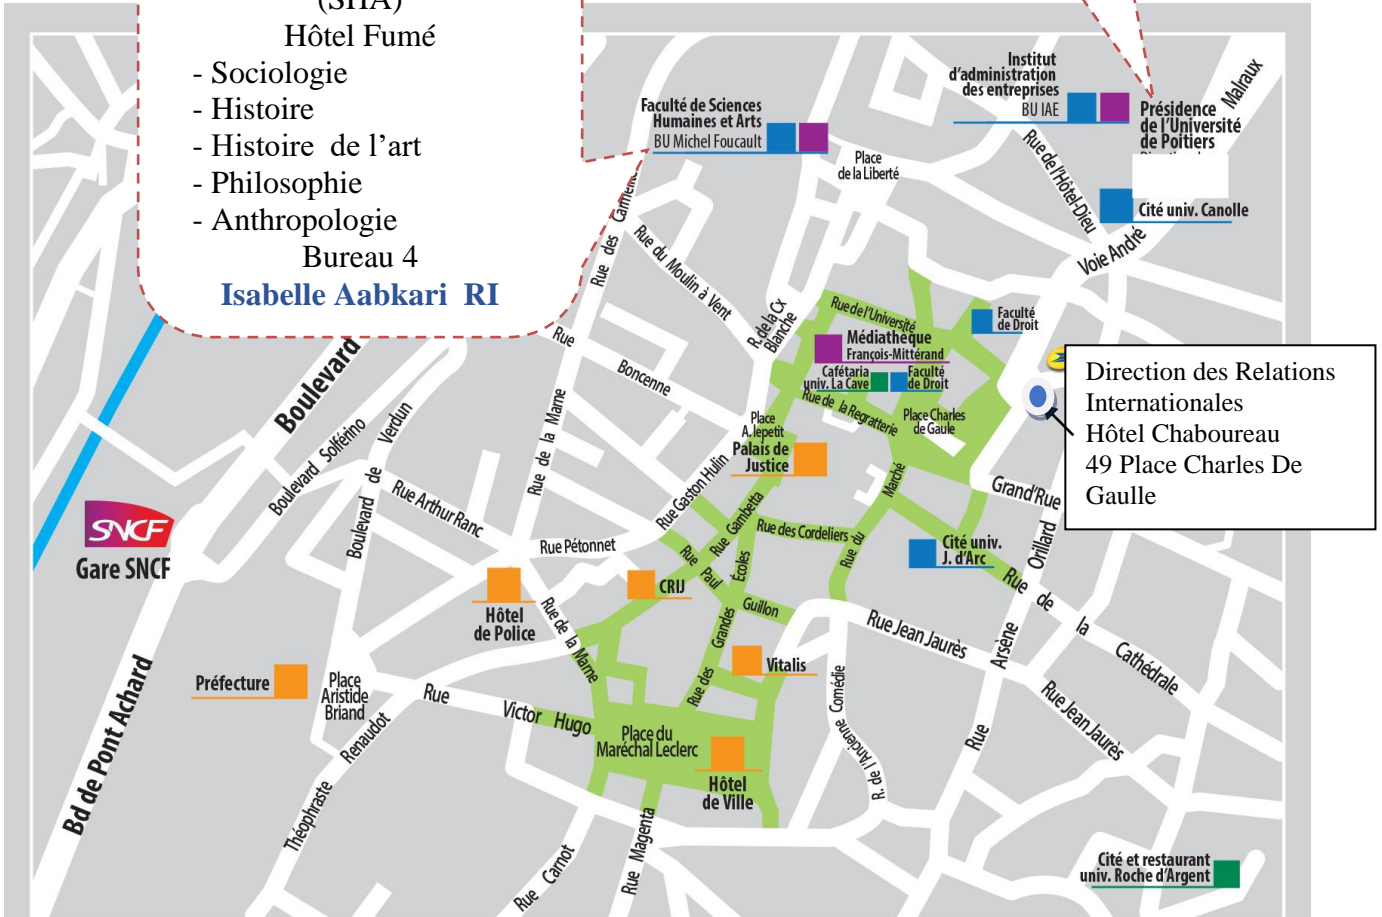 (SHA)
Hôtel Fumé
- Sociologie
- Histoire
- Histoire de l’art
- Philosophie
- Anthropologie
Bureau 4
Isabelle Aabkari RI
Faculté de Sciences
Humaines et Arts
BU Michel Foucault
Institut
d'administration
des entreprises
BU IAE
Présidence
de l'Université
de Poitiers
Malraux
Voie André
Rue de l'Hôtel-Dieu
Cité univ. Canolle
Place
de la Liberté
Rue des Carmélites
Rue du Moulin à Vent
R. de la Cx
Blanche
Rue de l'Université
Faculté
de Droit
Médiathèque
François-Mittérand
Cafétaria
univ. La Cave
Faculté
de Droit
Rue de la Regratterie
Place Charles
de Gaule
Direction des Relations
Internationales
Hôtel Chaboureau
49 Place Charles De
Gaulle
Rue
Boncenne
Place
A. lepetit
Palais de
Justice
Boulevard
Boulevard Solférino
Boulevard de Verdun
Rue de la Marne
Rue Arthur Ranc
Rue Gaston Hulin
Rue Gambetta
Rue des Cordeliers
Rue du Marché
Grand'Rue
SNCF
Gare SNCF
Rue Pétonnet
CRIJ
Rue Paul Guillon
Rue des Grandes Écoles
Cité univ.
J. d'Arc
Rue de la Cathédrale
Rue Arsène Orillard
Hôtel
de Police
Rue de la Marne
Rue Jean Jaurès
Vitalis
Rue Jean Jaurès
R. de l'Ancienne Comédie
Bd de Pont Achard
Préfecture
Place
Aristide
Briand
Rue Victor Hugo
Place du
Maréchal Leclerc
Hôtel
de Ville
Théophraste Renaudot
Rue Carnot
Rue Magenta
Cité et restaurant
univ. Roche d'Argent